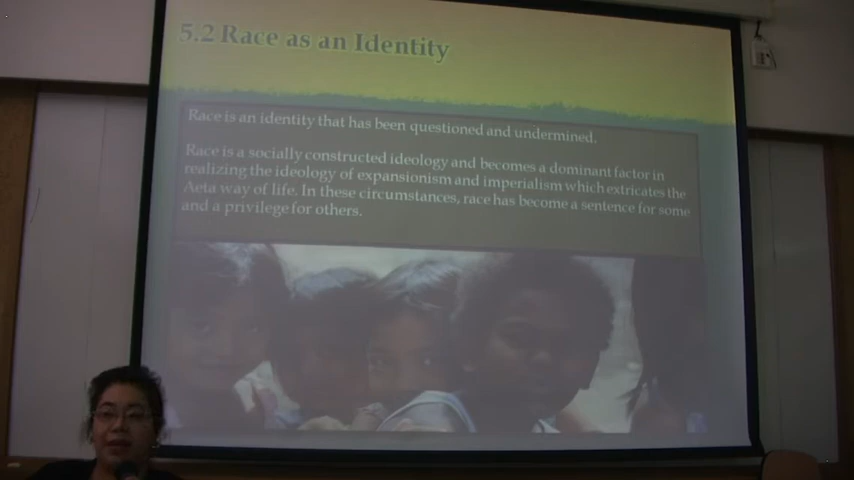 5.2 Race as an Identity
Race is an identity that has been questioned and undermined.
Race is a socially constructed ideology and becomes a dominant factor in
realizing the ideology of expansionism and imperialism which extricates the
Aeta way of life. In these circumstances, race has become a sentence for some
and a privilege for others.